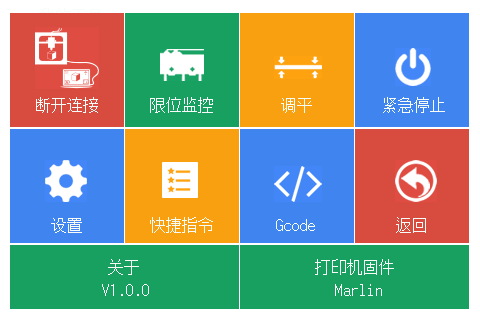 断开连接
限位监控
调平
紧急停止
设置
快捷指令
Gcode
返回
关于
V1.0.0
打印机固件
Marlin